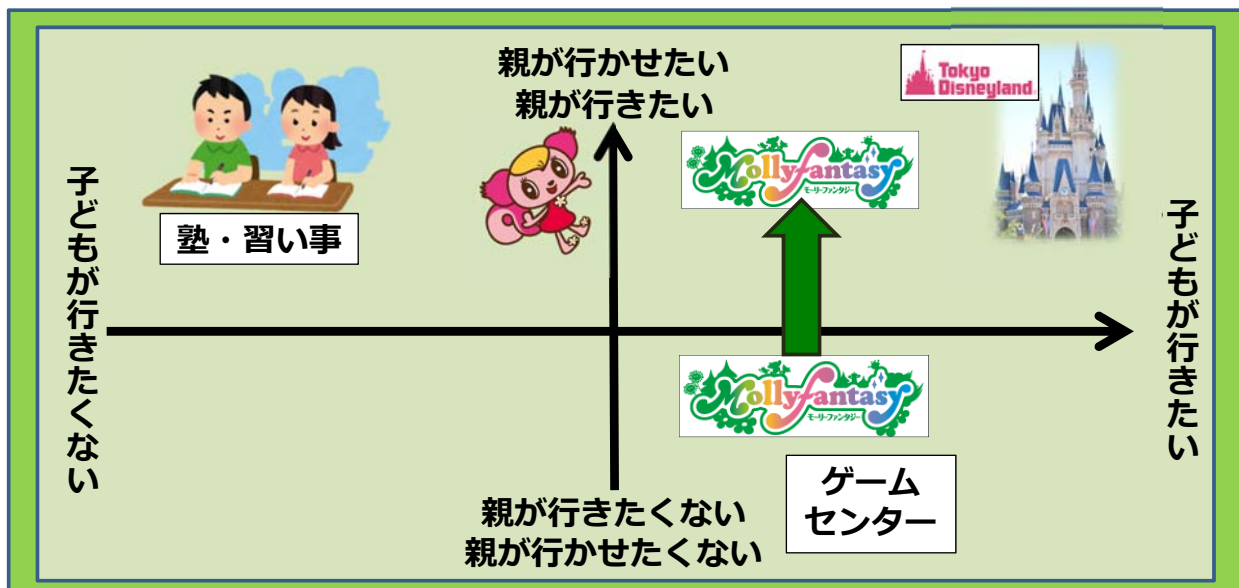 親が行かせたい
親が行きたい
Tokyo
Disneyland
Mollyfantasy
モーリーファンタジー
塾・習い事
子どもが行きたくない
子どもが行きたい
Mollyfantasy
モーリーファンタジー
ゲーム
センター
親が行きたくない
親が行かせたくない